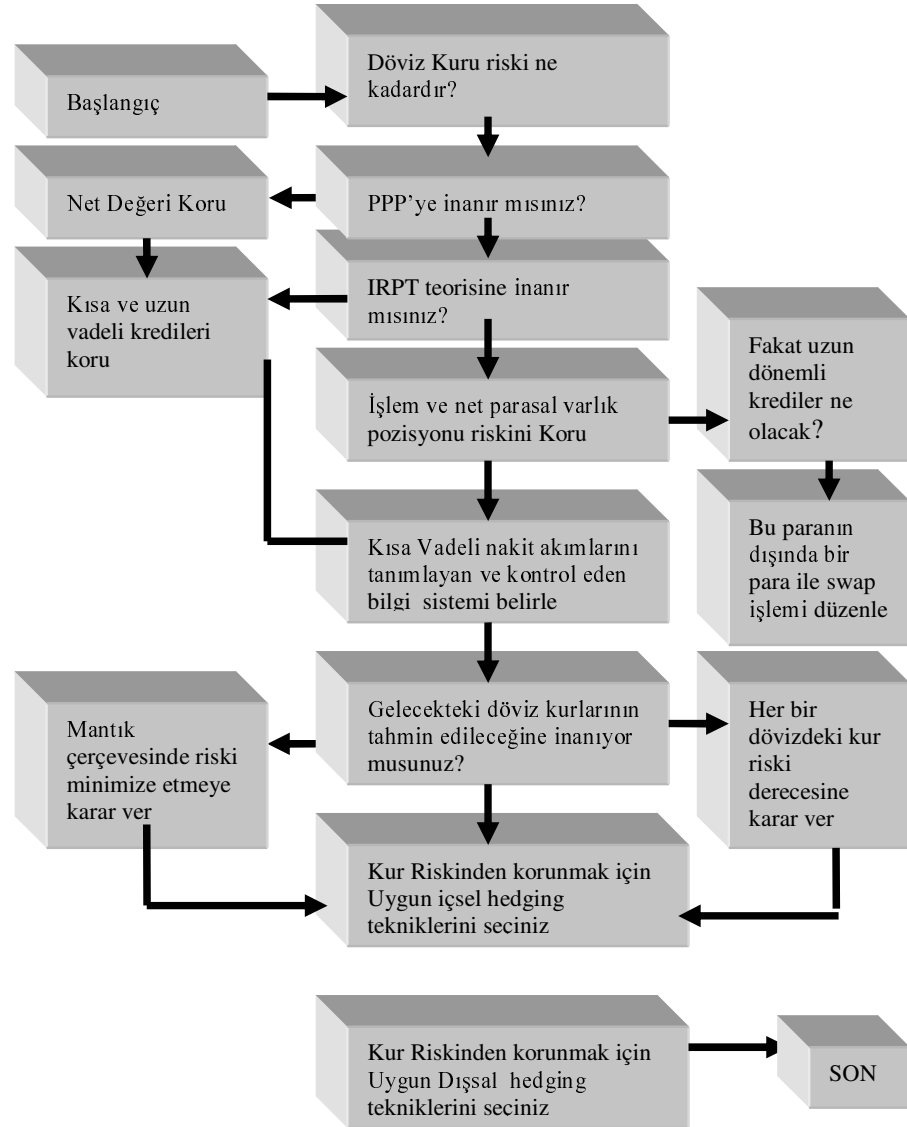 Başlangıç
Döviz Kuru riski ne
kadardır?
Net Değeri Koru
PPP'ye inanır mısınız?
Kısa ve uzun
vadeli kredileri
koru
IRPT teorisine inanır
mısınız?
İşlem ve net parasal varlık
pozisyonu riskini Koru
Fakat uzun
dönemli
krediler ne
olacak?
Kısa Vadeli nakit akımlarını
tanımlayan ve kontrol eden
bilgi sistemi belirle
Bu paranın
dışında bir
para ile swap
işlemi düzenle
Mantık
çerçevesinde riski
minimize etmeye
karar ver
Gelecekteki döviz kurlarının
tahmin edileceğine inanıyor
musunuz?
Her bir
dövizdeki kur
riski
derecesine
karar ver
Kur Riskinden korunmak için
Uygun içsel hedging
tekniklerini seçiniz
Kur Riskinden korunmak için
Uygun Dışsal hedging
tekniklerini seçiniz
SON